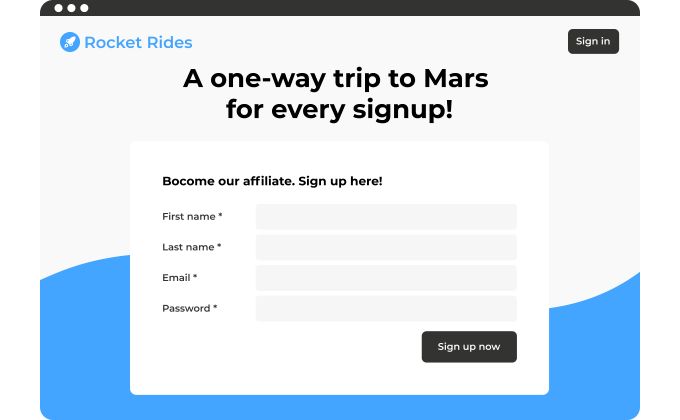 Rocket Rides
Sign in
A one-way trip to Mars
for every signup!
Bocome our affiliate. Sign up here!
First name *
Last name *
Email *
Password *
Sign up now